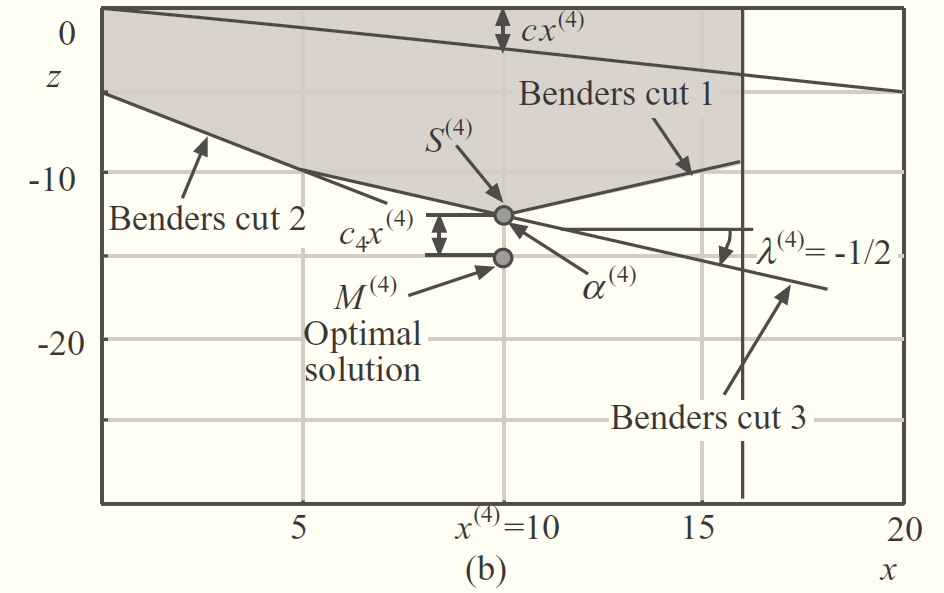 0
z
cx(4)
Benders cut 1
S(4)
-10
Benders cut 2
c4x(4)
λ(4)= -1/2
α(4)
M(4)
Optimal
solution
-20
Benders cut 3
5
x(4)=10
15
20
(b)
x